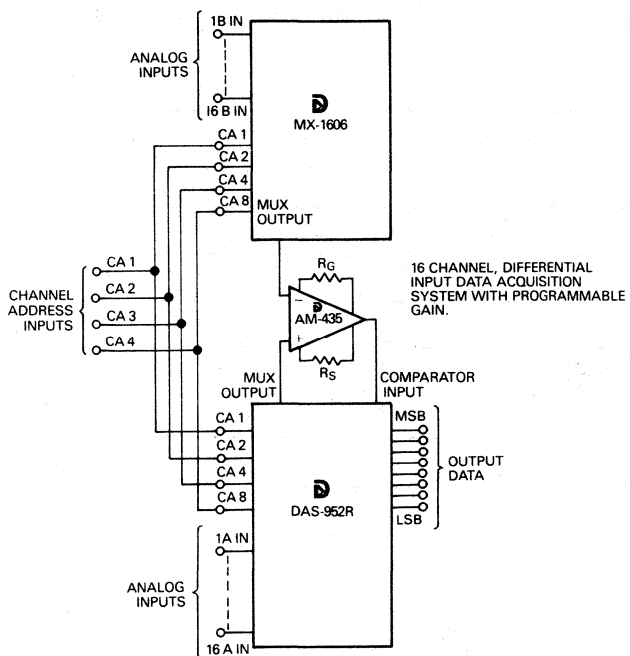 1B IN
ANALOG
INPUTS
16 B IN
MX-1606
CA 1
CA 2
CA 4
CA 8
MUX
OUTPUT
CA 1
CA 2
CA 3
CA 4
CHANNEL
ADDRESS
INPUTS
RG
AM-435
RS
16 CHANNEL, DIFFERENTIAL
INPUT DATA ACQUISITION
SYSTEM WITH PROGRAMMABLE
GAIN.
MUX
OUTPUT
COMPARATOR
INPUT
CA 1
CA 2
CA 4
CA 8
DAS-952R
MSB
OUTPUT
DATA
LSB
1A IN
ANALOG
INPUTS
16 A IN